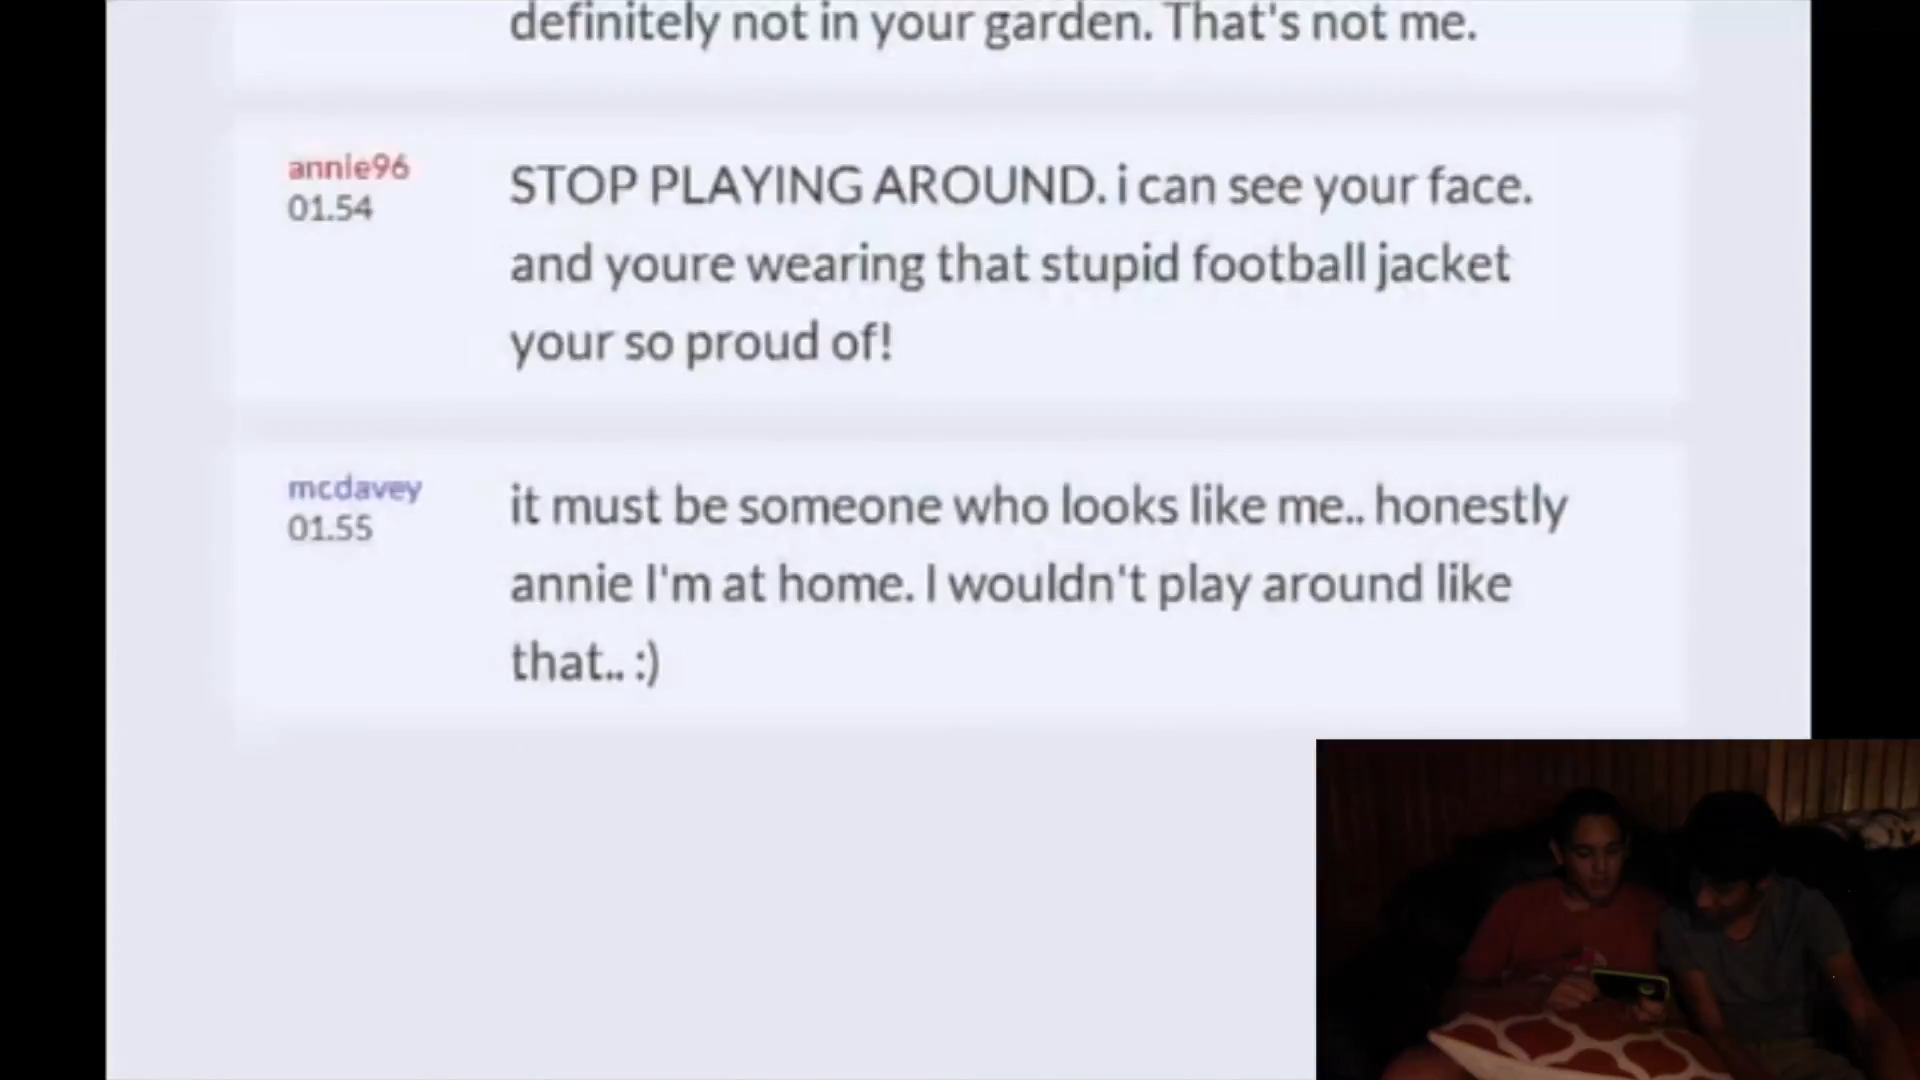 definitely not in your garden. That's not me.
annie96
01.54
STOP PLAYING AROUND. i can see your face.
and youre wearing that stupid football jacket
your so proud of!
mcdavey
01.55
it must be someone who looks like me.. honestly
annie I'm at home. I wouldn't play around like
that.. :)